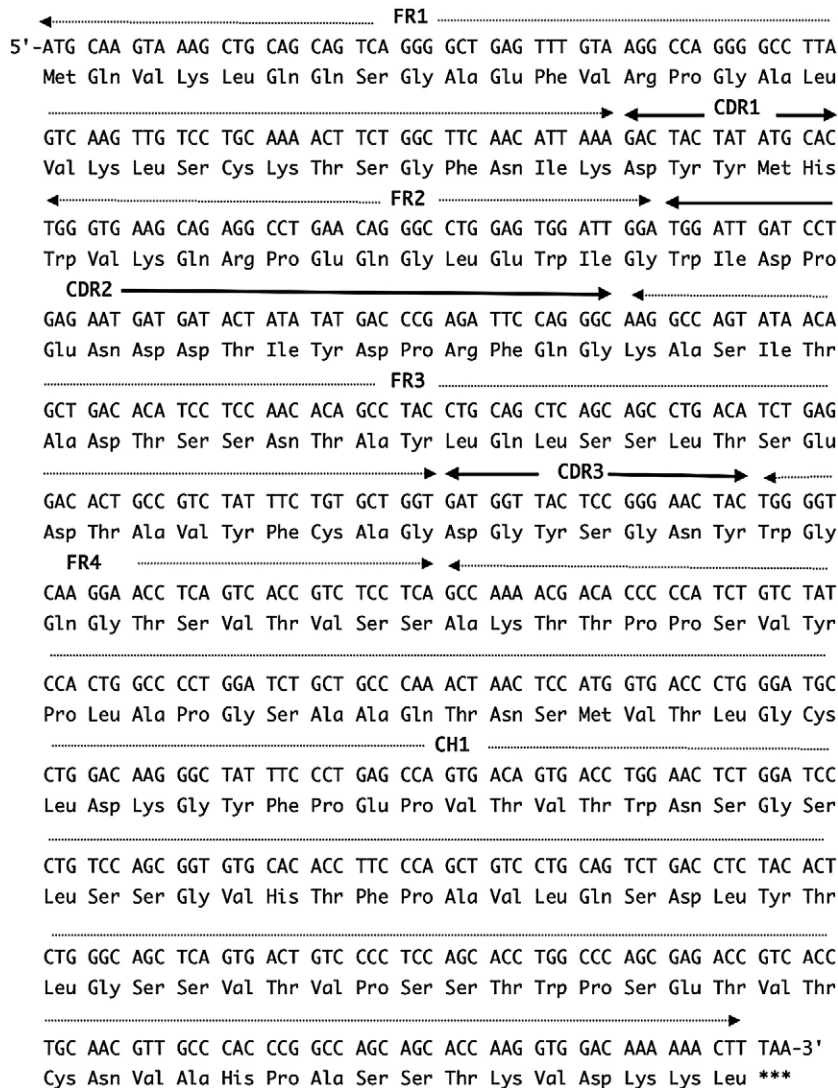 FR1
5'-ATG CAA GTA AAG CTG CAG CAG TCA GGG GCT GAG TTT GTA AGG CCA GGG GCC TTA
Met Gln Val Lys Leu Gln Gln Ser Gly Ala Glu Phe Val Arg Pro Gly Ala Leu
CDR1
GTC AAG TTG TCC TGC AAA ACT TCT GGC TTC AAC ATT AAA GAC TAC TAT ATG CAC
Val Lys Leu Ser Cys Lys Thr Ser Gly Phe Asn Ile Lys Asp Tyr Tyr Met His
FR2
TGG GTG AAG CAG AGG CCT GAA CAG GGC CTG GAG TGG ATT GGA TGG ATT GAT CCT
Trp Val Lys Gln Arg Pro Glu Gln Gly Leu Glu Trp Ile Gly Trp Ile Asp Pro
CDR2
GAG AAT GAT GAT ACT ATA TAT GAC CCG AGA TTC CAG GGC AAG GCC AGT ATA ACA
Glu Asn Asp Asp Thr Ile Tyr Asp Pro Arg Phe Gln Gly Lys Ala Ser Ile Thr
FR3
GCT GAC ACA TCC TCC AAC ACA GCC TAC CTG CAG CTC AGC AGC CTG ACA TCT GAG
Ala Asp Thr Ser Ser Asn Thr Ala Tyr Leu Gln Leu Ser Ser Leu Thr Ser Glu
CDR3
GAC ACT GCC GTC TAT TTC TGT GCT GGT GAT GGT TAC TCC GGG AAC TAC TGG GGT
Asp Thr Ala Val Tyr Phe Cys Ala Gly Asp Gly Tyr Ser Gly Asn Tyr Trp Gly
FR4
CAA GGA ACC TCA GTC ACC GTC TCC TCA GCC AAA ACG ACA CCC CCA TCT GTC TAT
Gln Gly Thr Ser Val Thr Val Ser Ser Ala Lys Thr Thr Pro Pro Ser Val Tyr
CCA CTG GCC CCT GGA TCT GCT GCC CAA ACT AAC TCC ATG GTG ACC CTG GGA TGC
Pro Leu Ala Pro Gly Ser Ala Ala Gln Thr Asn Ser Met Val Thr Leu Gly Cys
CH1
CTG GAC AAG GGC TAT TTC CCT GAG CCA GTG ACA GTG ACC TGG AAC TCT GGA TCC
Leu Asp Lys Gly Tyr Phe Pro Glu Pro Val Thr Val Thr Trp Asn Ser Gly Ser
CTG TCC AGC GGT GTG CAC ACC TTC CCA GCT GTC CTG CAG TCT GAC CTC TAC ACT
Leu Ser Ser Gly Val His Thr Phe Pro Ala Val Leu Gln Ser Asp Leu Tyr Thr
CTG GGC AGC TCA GTG ACT GTC CCC TCC AGC ACC TGG CCC AGC GAG ACC GTC ACC
Leu Gly Ser Ser Val Thr Val Pro Ser Ser Thr Trp Pro Ser Glu Thr Val Thr
TGC AAC GTT GCC CAC CCG GCC AGC AGC ACC AAG GTG GAC AAA AAA CTT TAA-3'
Cys Asn Val Ala His Pro Ala Ser Ser Thr Lys Val Asp Lys Lys Leu ***